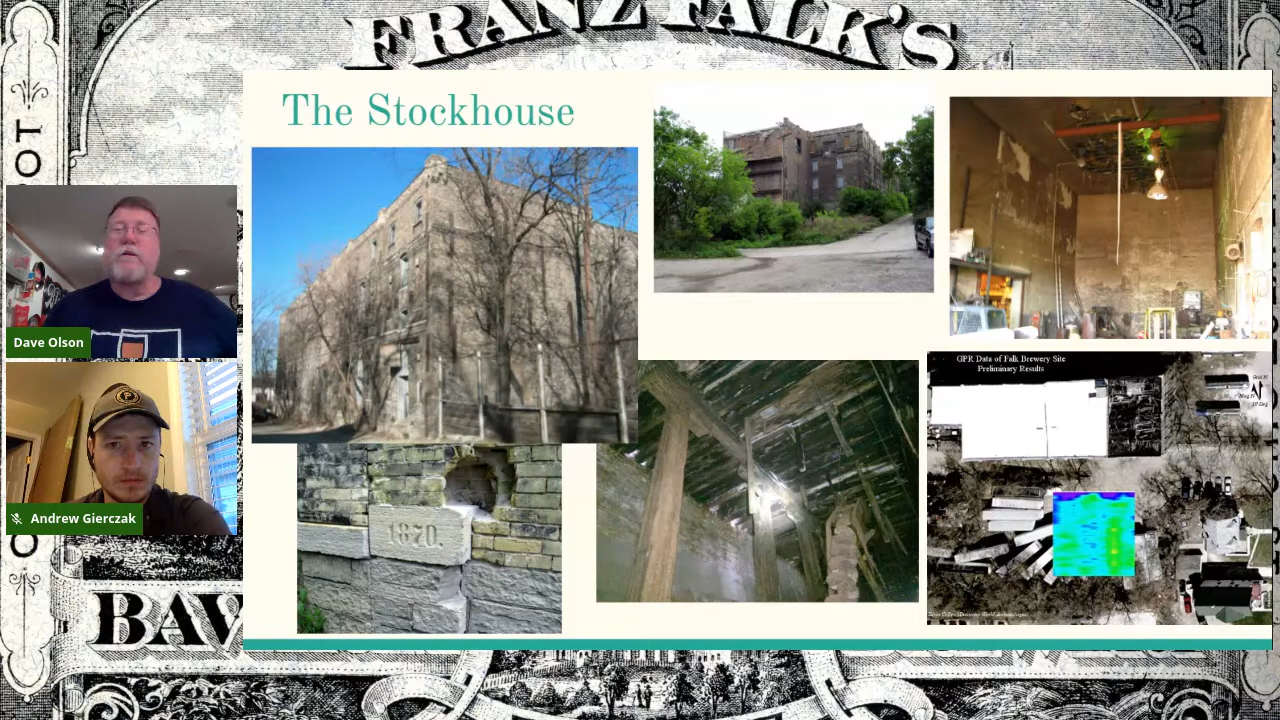 FRANZ FALK'S
The Stockhouse
Dave Olson
Andrew Gierczak
1870.
GPR Data of Falk Brewery Site
Preliminary Results
BAV